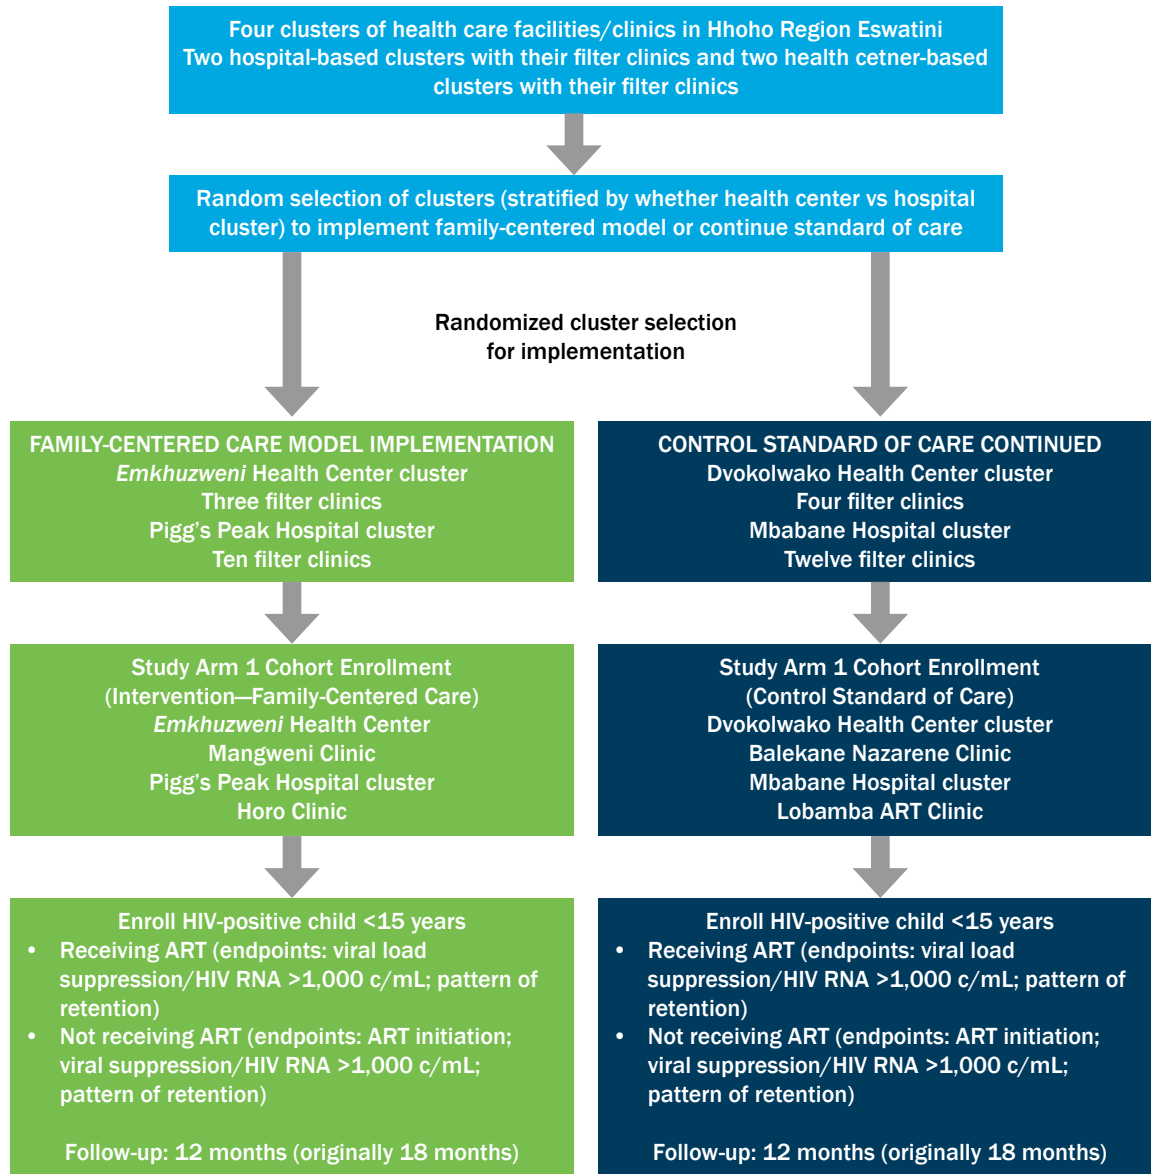 Four clusters of health care facilities/clinics in Hhoho Region Eswatini
Two hospital-based clusters with their filter clinics and two health cetner-based
clusters with their filter clinics
Random selection of clusters (stratified by whether health center vs hospital
cluster) to implement family-centered model or continue standard of care
Randomized cluster selection
for implementation
FAMILY-CENTERED CARE MODEL IMPLEMENTATION
Emkhuzweni Health Center cluster
Three filter clinics
Pigg's Peak Hospital cluster
Ten filter clinics
CONTROL STANDARD OF CARE CONTINUED
Dvokolwako Health Center cluster
Four filter clinics
Mbabane Hospital cluster
Twelve filter clinics
Study Arm 1 Cohort Enrollment
(Intervention—Family-Centered Care)
Emkhuzweni Health Center
Mangweni Clinic
Pigg's Peak Hospital cluster
Horo Clinic
Study Arm 1 Cohort Enrollment
(Control Standard of Care)
Dvokolwako Health Center cluster
Balekane Nazarene Clinic
Mbabane Hospital cluster
Lobamba ART Clinic
Enroll HIV-positive child <15 years
• Receiving ART (endpoints: viral load
suppression/HIV RNA >1,000 c/mL; pattern of
retention)
• Not receiving ART (endpoints: ART initiation;
viral suppression/HIV RNA >1,000 c/mL;
pattern of retention)
Follow-up: 12 months (originally 18 months)
Enroll HIV-positive child <15 years
• Receiving ART (endpoints: viral load
suppression/HIV RNA >1,000 c/mL; pattern of
retention)
• Not receiving ART (endpoints: ART initiation;
viral suppression/HIV RNA >1,000 c/mL;
pattern of retention)
Follow-up: 12 months (originally 18 months)